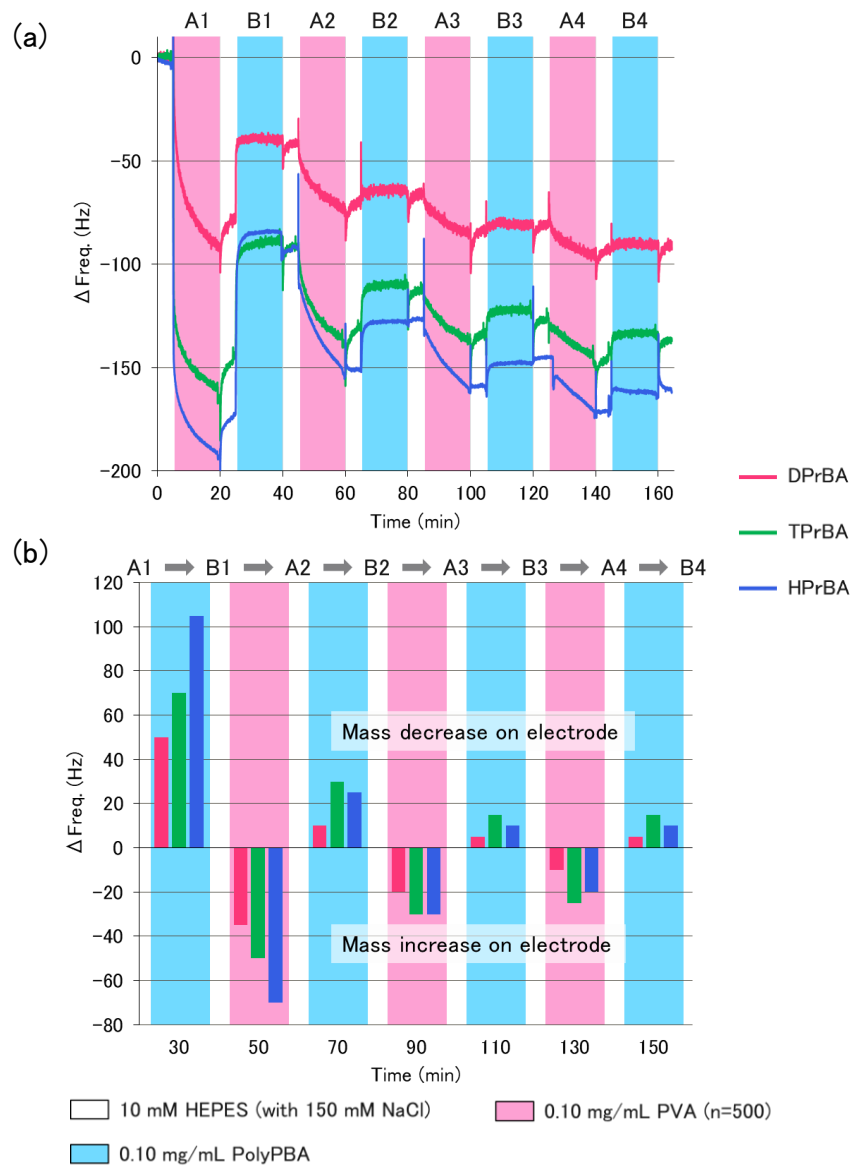 (a)
A1 B1 A2 B2 A3 B3 A4 B4
0
-50
-100
-150
-200
Δ Freq. (Hz)
0 20 40 60 80 100 120 140 160
Time (min)
DPrBA
TPrBA
HPrBA
(b)
A1 B1 A2 B2 A3 B3 A4 B4
120
100
80
60
40
20
0
-20
-40
-60
-80
Δ Freq. (Hz)
Mass decrease on electrode
Mass increase on electrode
30 50 70 90 110 130 150
Time (min)
10 mM HEPES (with 150 mM NaCl)
0.10 mg/mL PVA (n=500)
0.10 mg/mL PolyPBA